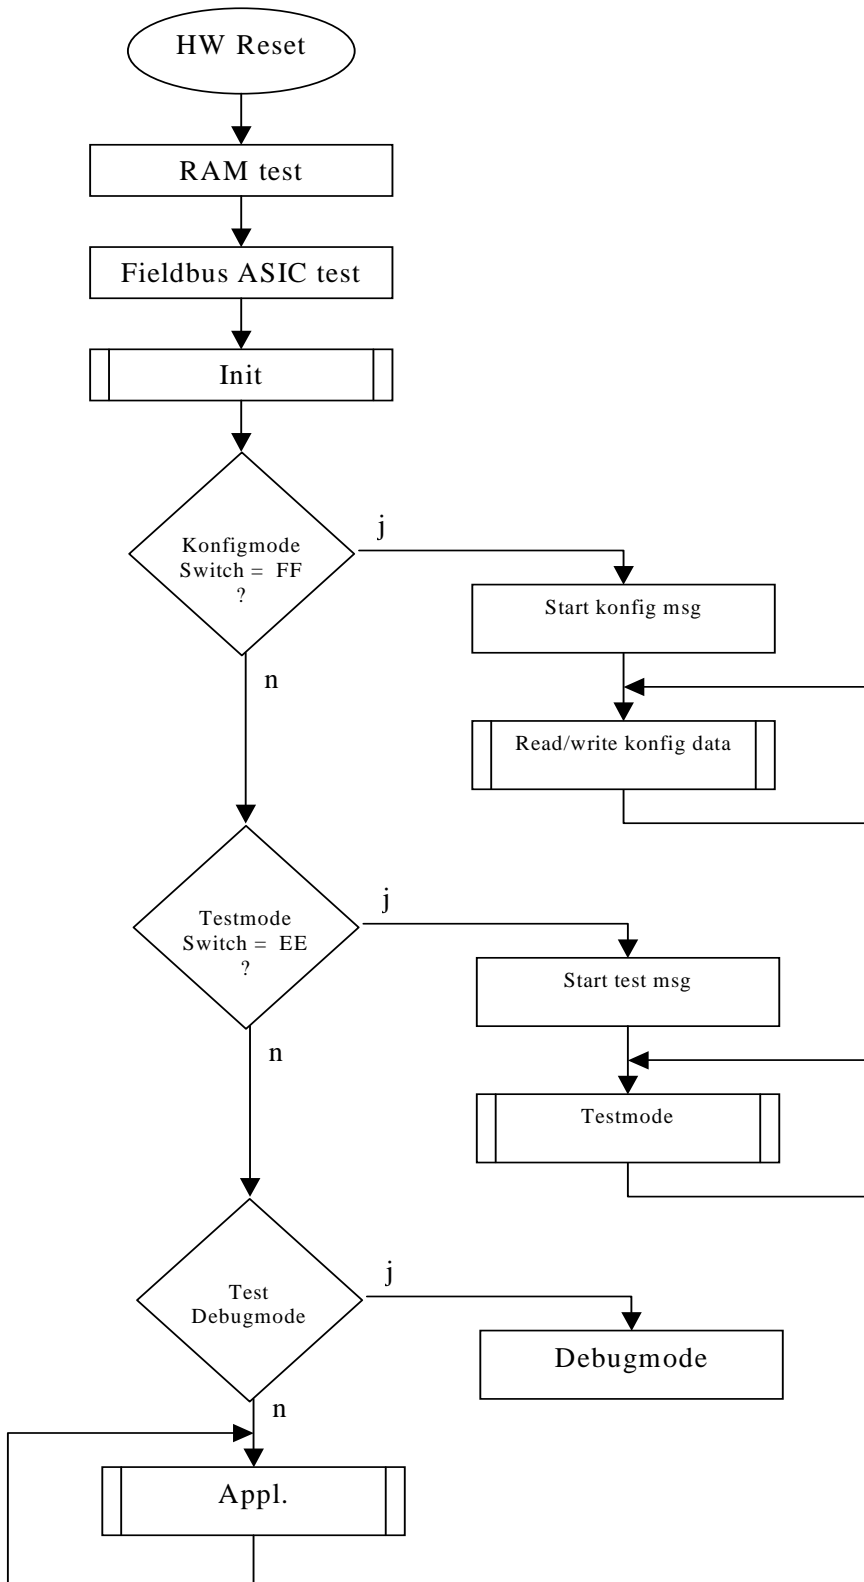 HW Reset
RAM test
Fieldbus ASIC test
Init
Konfigmode
Switch = FF
?
j
n
Start konfig msg
Read/write konfig data
Testmode
Switch = EE
?
j
n
Start test msg
Testmode
Test
Debugmode
j
n
Debugmode
Appl.